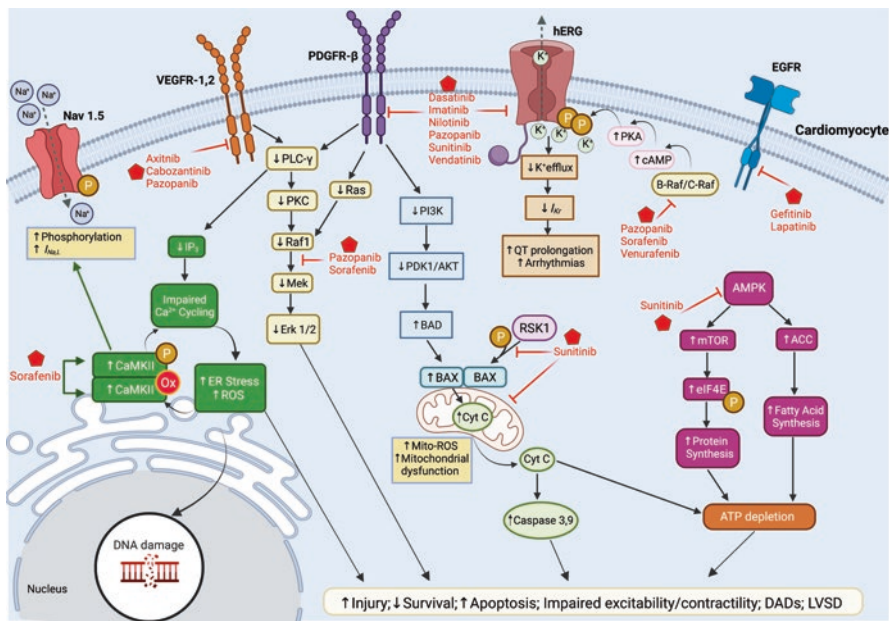 hERG
PDGFR-β
VEGFR-1,2
K⁺
EGFR
Na⁺
Na⁺
Na⁺
Nav 1.5
Dasatinib
Imatinib
Nilotinib
Pazopanib
Sunitinib
Vendatinib
P
P
K⁺
K⁺
K⁺
↑PKA
↑cAMP
Cardiomyocyte
Axitnib
Cabozantinib
Pazopanib
P
Na⁺
↓PLC-γ
↓K⁺efflux
B-Raf/C-Raf
↓PKC
↓Ras
Gefitinib
Lapatinib
↑Phosphorylation
↑ I_Na,L
↓PI3K
↓I_Kr
Pazopanib
Sorafenib
Venurafenib
↓IP₃
↓Raf1
Pazopanib
Sorafenib
↑QT prolongation
↑Arrhythmias
↓PDK1/AKT
↓Mek
Sunitinib
AMPK
Impaired
Ca²⁺ Cycling
↓Erk 1/2
↑BAD
P
RSK1
Sunitinib
↑mTOR
↑ACC
Sorafenib
↑CaMKII
P
↑CaMKII
Ox
↑ER Stress
↑ROS
↑BAX
BAX
↑eIF4E
P
↑Cyt C
↑Fatty Acid
Synthesis
↑Mito-ROS
↑Mitochondrial
dysfunction
Cyt C
↑Protein
Synthesis
↑Caspase 3,9
ATP depletion
DNA damage
Nucleus
↑Injury;↓Survival;↑Apoptosis; Impaired excitability/contractility; DADs; LVSD